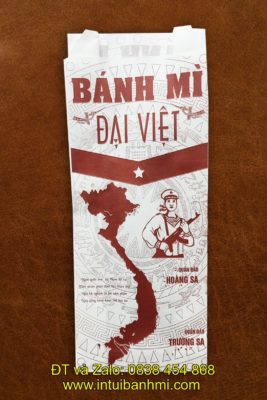 BÁNH MÌ
ĐẠI VIỆT
QUẦN ĐẢO
HOÀNG SA
QUẦN ĐẢO
TRƯỜNG SA
ĐT và Zalo: 0838 454 868
www.intuibanhmi.com